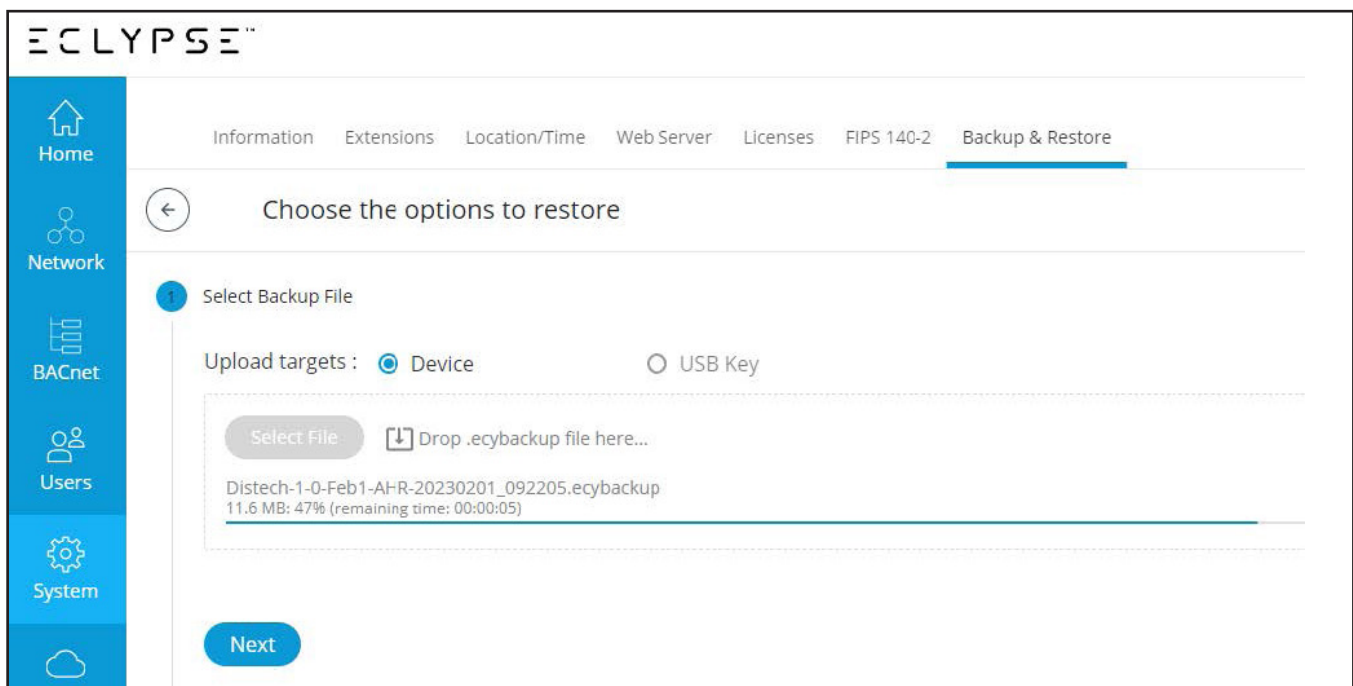 ECLYPSE™
Home
Network
BACnet
Users
System
Information Extensions Location/Time Web Server Licenses FIPS 140-2 Backup & Restore
Choose the options to restore
1 Select Backup File
Upload targets : Device USB Key
Select File Drop .ecybackup file here...
Distech-1-0-Feb1-AHR-20230201_092205.ecybackup
11.6 MB: 47% (remaining time: 00:00:05)
Next